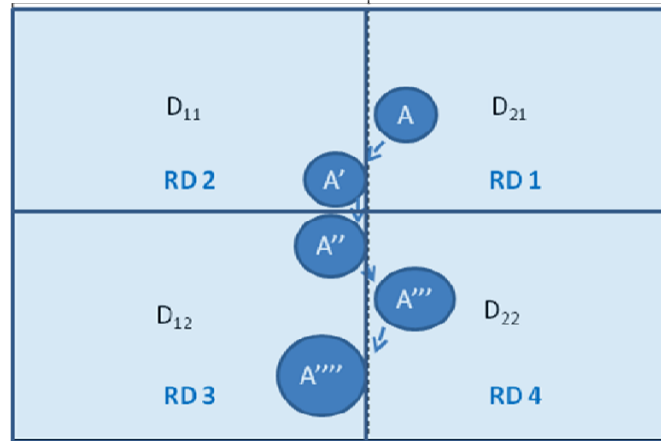 D₁₁
A
D₂₁
RD 2
A′
RD 1
A′′
A′′′
D₁₂
D₂₂
A′′′′
RD 3
RD 4